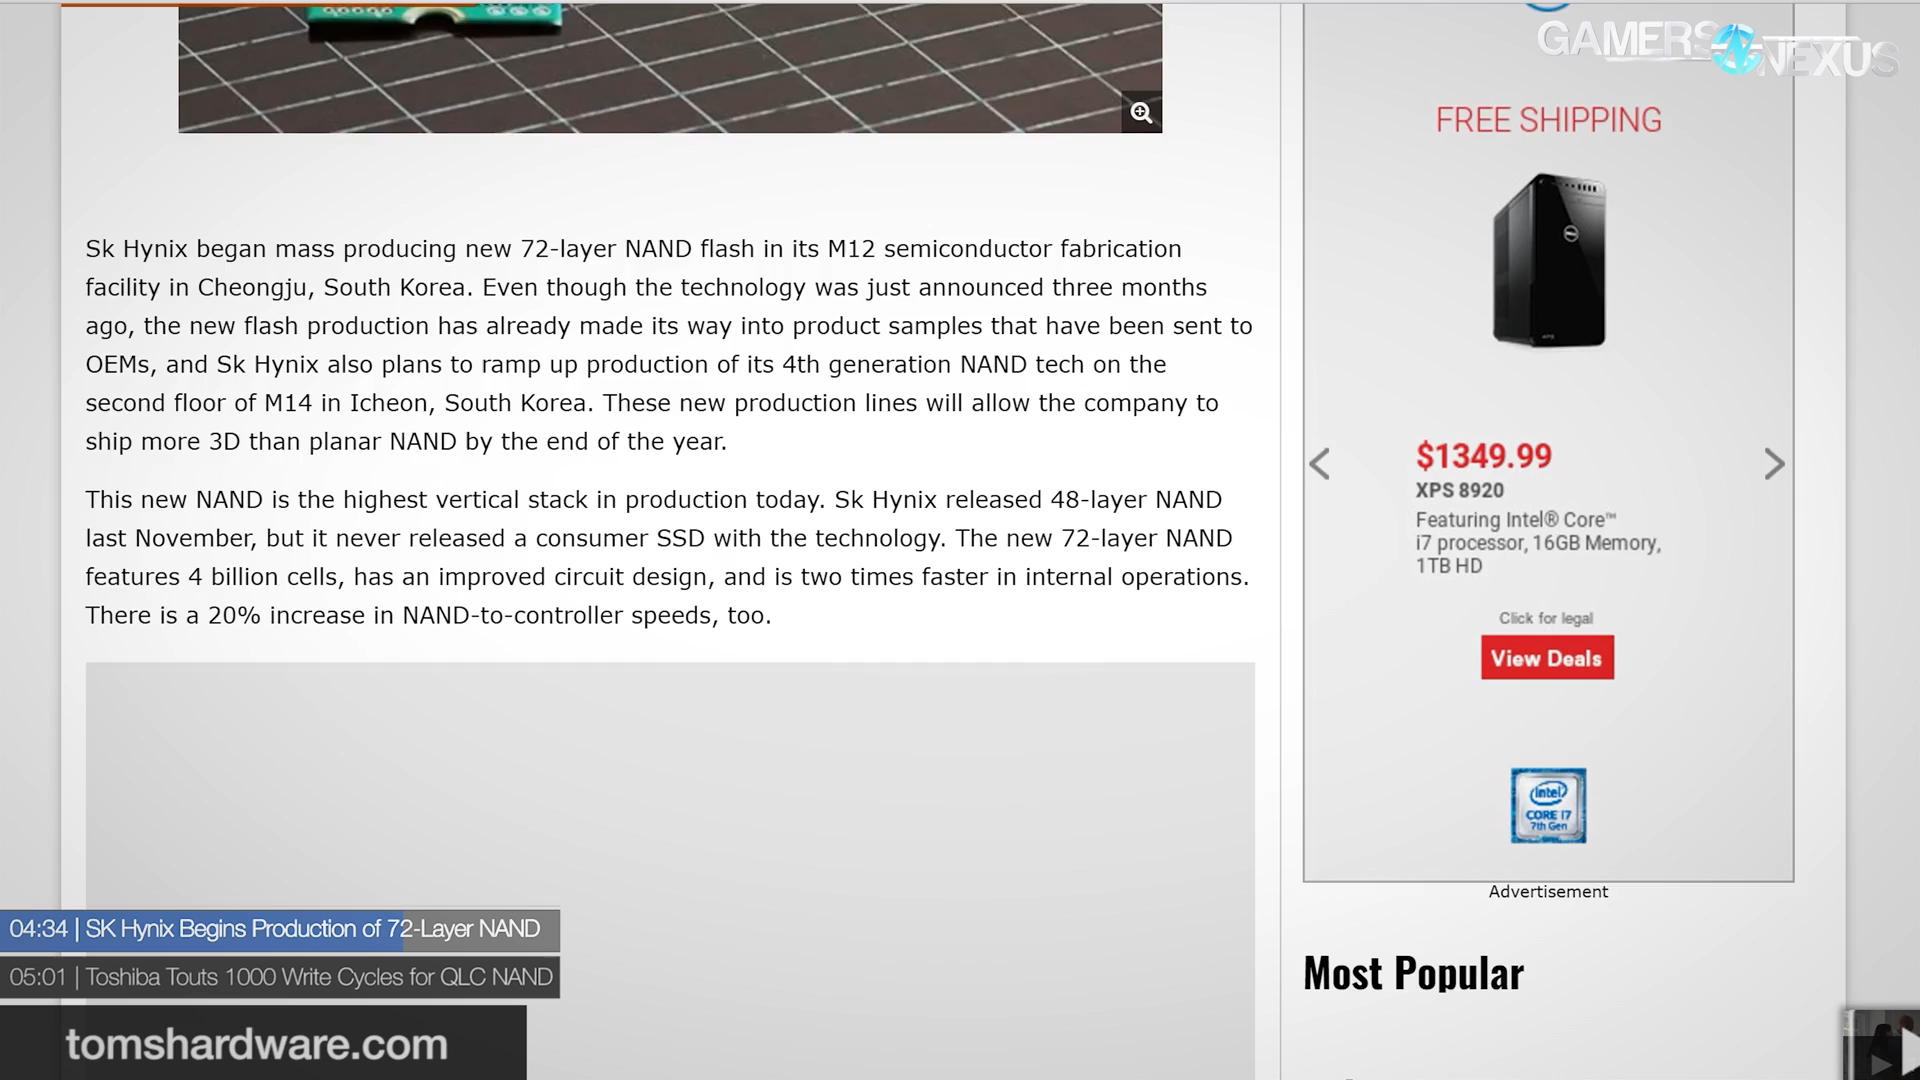 GAMERS NEXUS
FREE SHIPPING
Sk Hynix began mass producing new 72-layer NAND flash in its M12 semiconductor fabrication
facility in Cheongju, South Korea. Even though the technology was just announced three months
ago, the new flash production has already made its way into product samples that have been sent to
OEMs, and Sk Hynix also plans to ramp up production of its 4th generation NAND tech on the
second floor of M14 in Icheon, South Korea. These new production lines will allow the company to
ship more 3D than planar NAND by the end of the year.
This new NAND is the highest vertical stack in production today. Sk Hynix released 48-layer NAND
last November, but it never released a consumer SSD with the technology. The new 72-layer NAND
features 4 billion cells, has an improved circuit design, and is two times faster in internal operations.
There is a 20% increase in NAND-to-controller speeds, too.
$1349.99
XPS 8920
Featuring Intel® Core™
i7 processor, 16GB Memory,
1TB HD
Click for legal
View Deals
intel
CORE i7
7th Gen
Advertisement
Most Popular
04:34 | SK Hynix Begins Production of 72-Layer NAND
05:01 | Toshiba Touts 1000 Write Cycles for QLC NAND
tomshardware.com